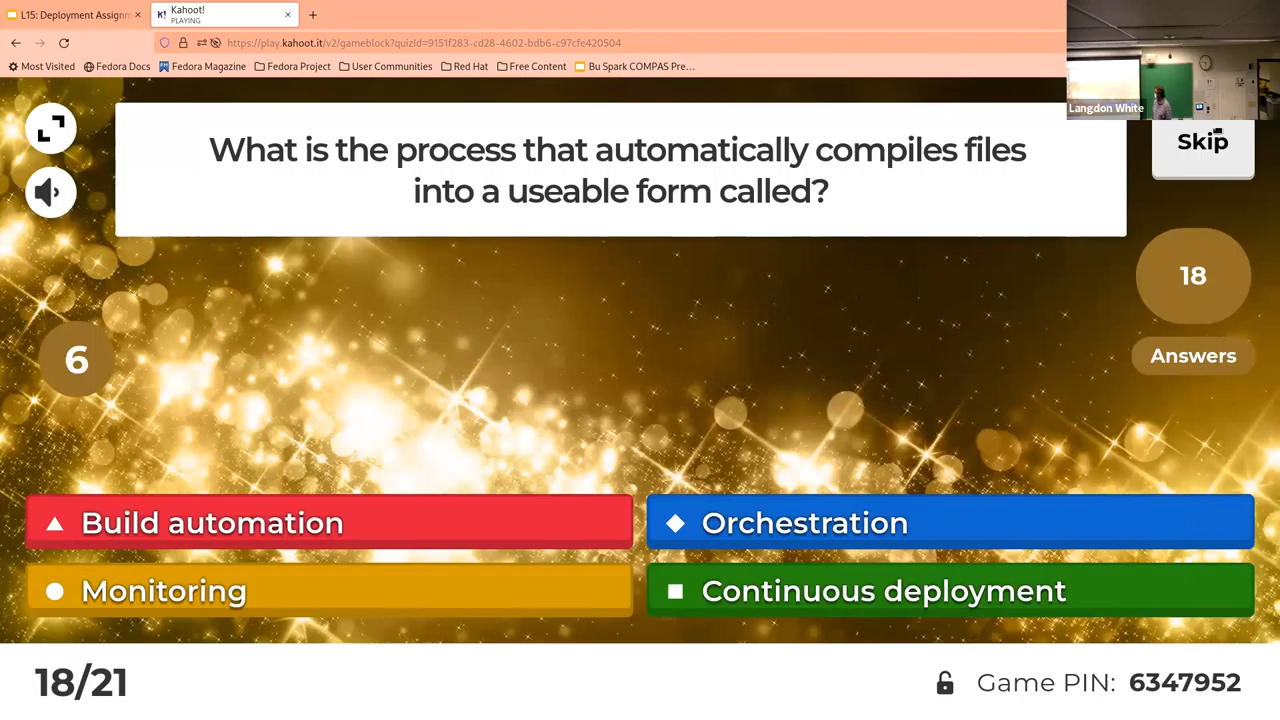 L15: Deployment Assignm
Kahoot!
PLAYING
https://play.kahoot.it/v2/gameblock?quizId=9151f283-cd28-4602-bdb6-c97cfe420504
Most Visited Fedora Docs Fedora Magazine Fedora Project User Communities Red Hat Free Content Bu Spark COMPAS Pre…
Langdon White
What is the process that automatically compiles files
into a useable form called?
Skip
18
Answers
6
Build automation
Orchestration
Monitoring
Continuous deployment
18/21
Game PIN: 6347952